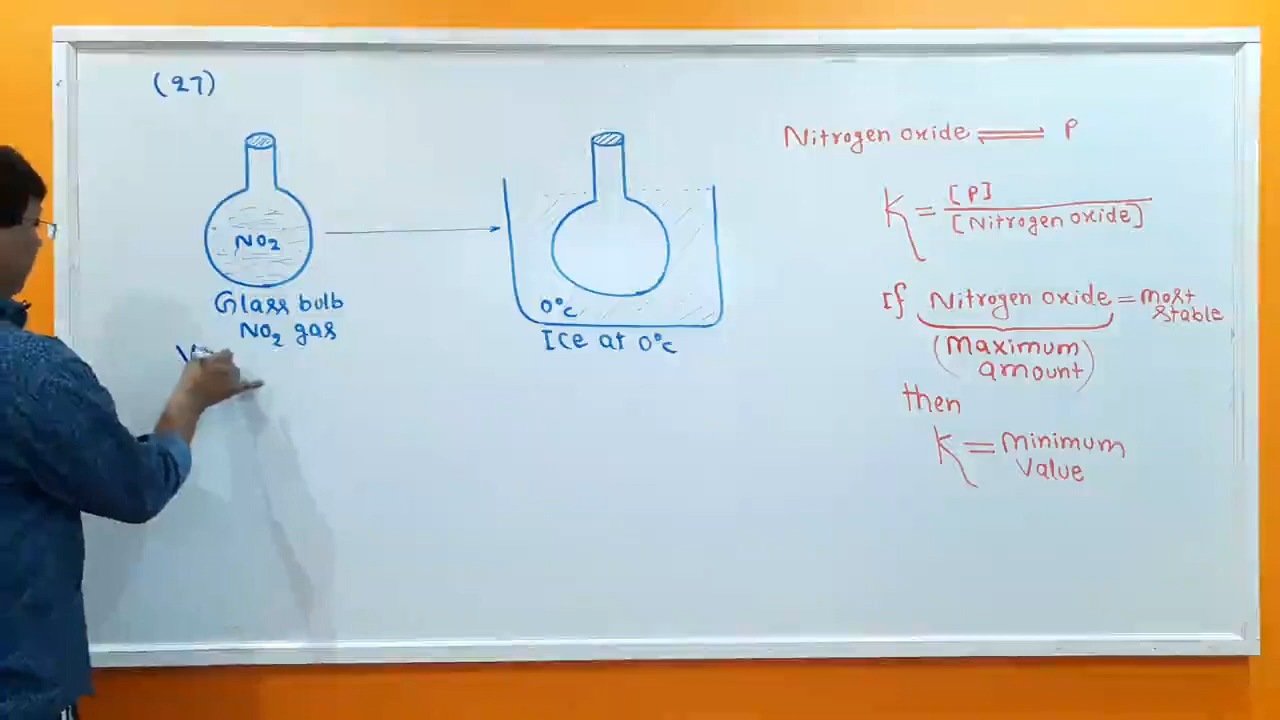 (27)
NO2
Glass bulb
NO2 gas
0°c
Ice at 0°c
Nitrogen oxide ⇌ P
K = [P] / [Nitrogen oxide]
If Nitrogen oxide = most stable
(Maximum amount)
then
K = minimum
value